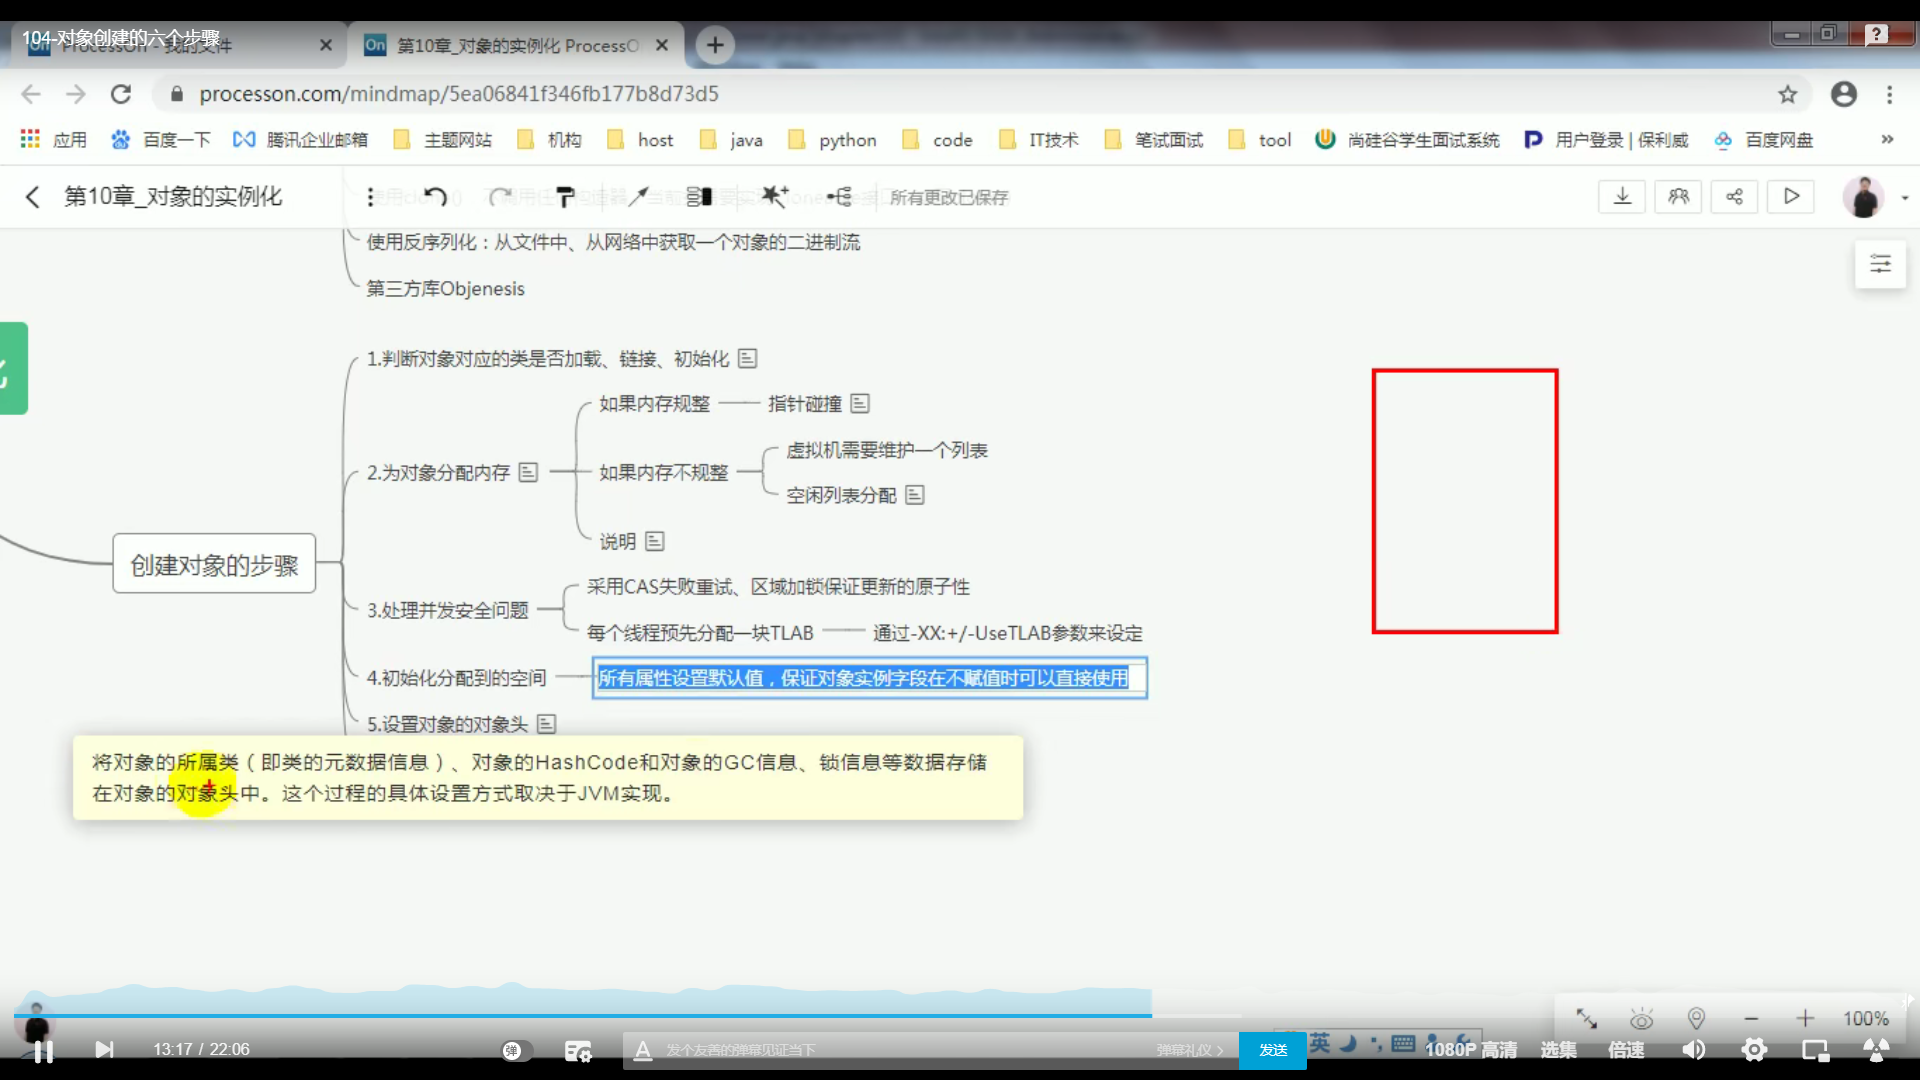 104-对象创建的六个步骤
第10章_对象的实例化 ProcessO
processon.com/mindmap/5ea06841f346fb177b8d73d5
应用 百度一下 腾讯企业邮箱 主题网站 机构 host java python code IT技术 笔试面试 tool 尚硅谷学生面试系统 用户登录 | 保利威 百度网盘 »
第10章_对象的实例化 所有更改已保存
使用反序列化：从文件中、从网络中获取一个对象的二进制流
第三方库Objenesis
1.判断对象对应的类是否加载、链接、初始化
如果内存规整 指针碰撞
虚拟机需要维护一个列表
2.为对象分配内存 如果内存不规整
空闲列表分配
说明
创建对象的步骤
采用CAS失败重试、区域加锁保证更新的原子性
3.处理并发安全问题
每个线程预先分配一块TLAB 通过-XX:+/-UseTLAB参数来设定
4.初始化分配到的空间 所有属性设置默认值，保证对象实例字段在不赋值时可以直接使用
5.设置对象的对象头
将对象的所属类（即类的元数据信息）、对象的HashCode和对象的GC信息、锁信息等数据存储
在对象的对象头中。这个过程的具体设置方式取决于JVM实现。
100%
13:17 / 22:06 弹 发个友善的弹幕见证当下 弹幕礼仪 > 发送 英 1080P 高清 选集 倍速